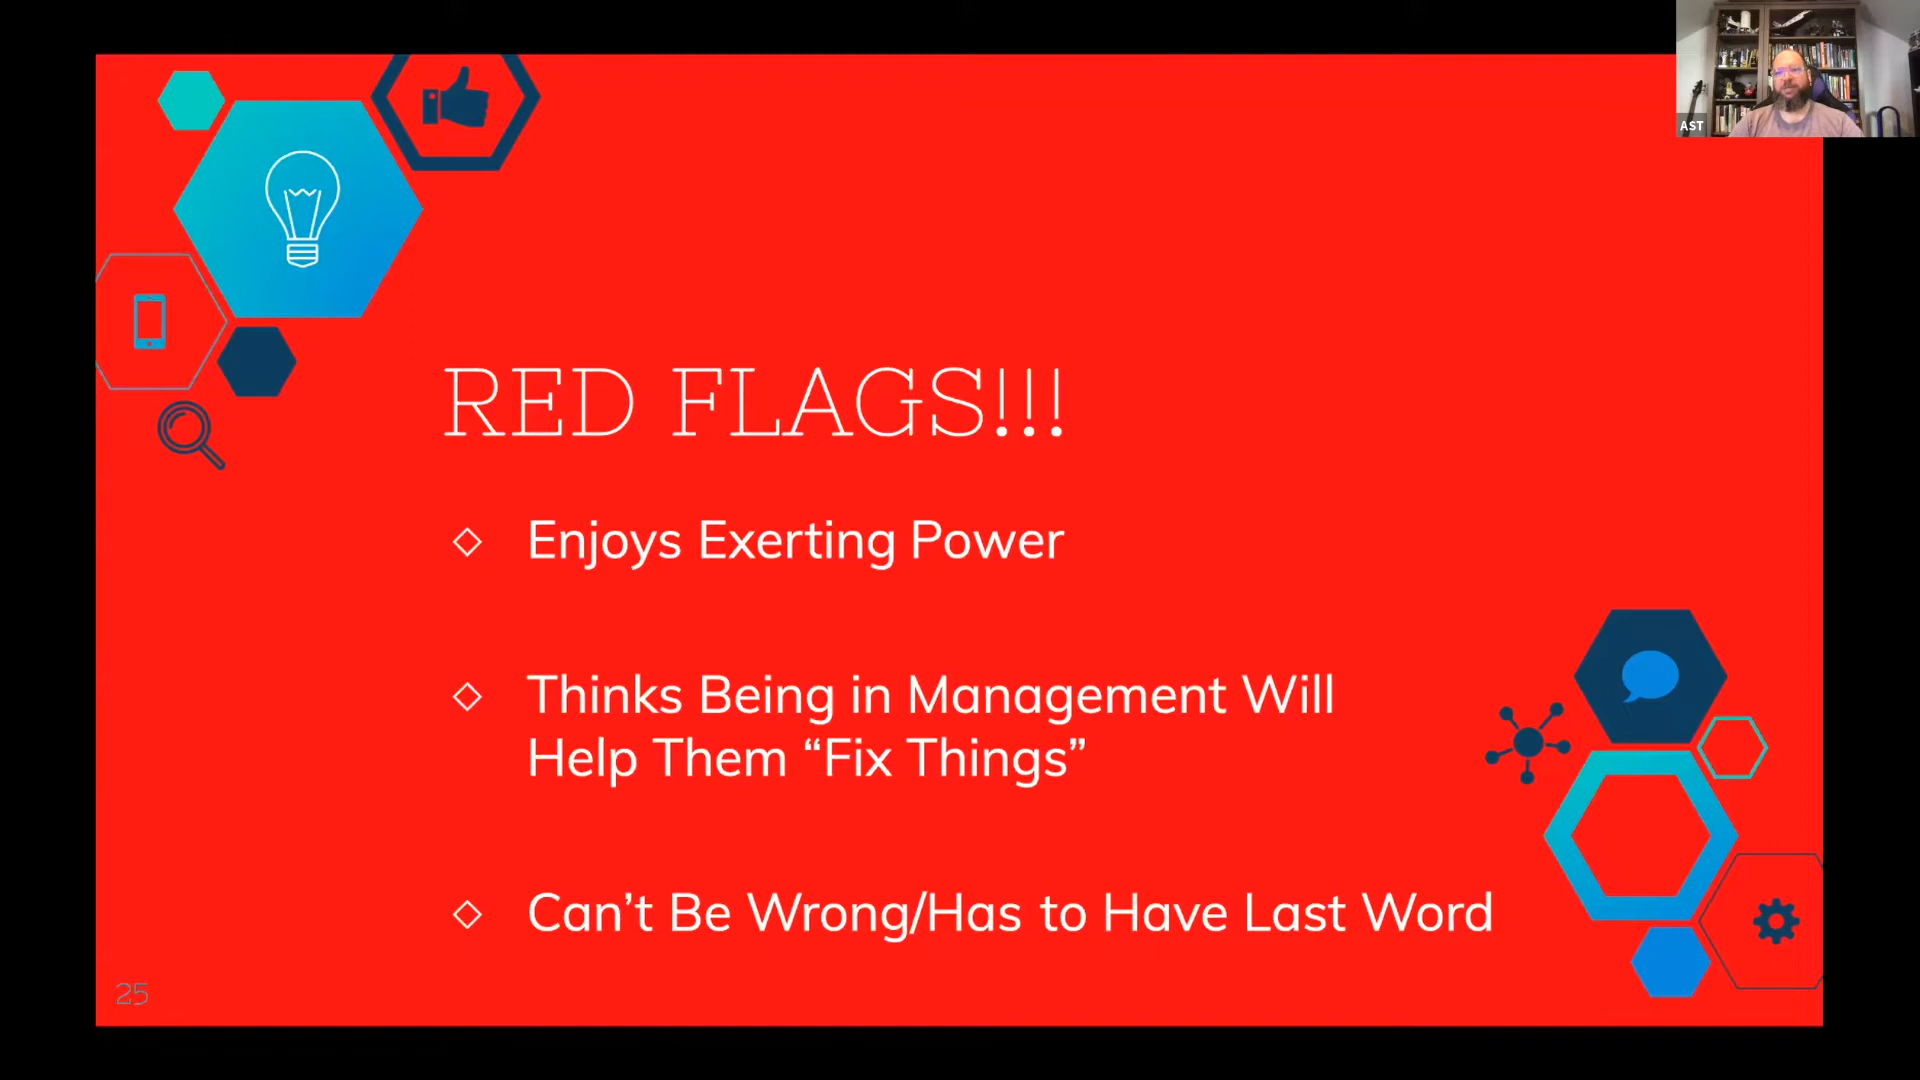 AST
RED FLAGS!!!
◇ Enjoys Exerting Power
◇ Thinks Being in Management Will
Help Them “Fix Things”
◇ Can’t Be Wrong/Has to Have Last Word
25